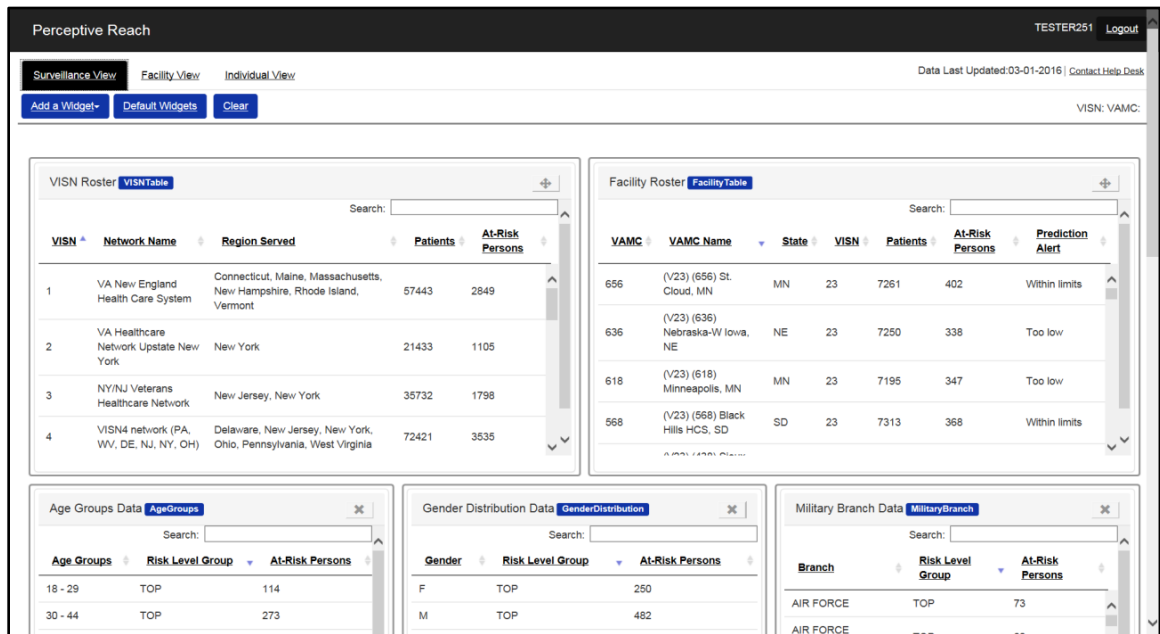 Perceptive Reach
TESTER251 Logout
Surveillance View Facility View Individual View
Data Last Updated:03-01-2016 | Contact Help Desk
Add a Widget Default Widgets Clear
VISN: VAMC:
VISN Roster VISNTable
Search:
VISN Network Name Region Served Patients At-Risk Persons
1 VA New England Health Care System Connecticut, Maine, Massachusetts, New Hampshire, Rhode Island, Vermont 57443 2849
2 VA Healthcare Network Upstate New York New York 21433 1105
3 NY/NJ Veterans Healthcare Network New Jersey, New York 35732 1798
4 VISN4 network (PA, WV, DE, NJ, NY, OH) Delaware, New Jersey, New York, Ohio, Pennsylvania, West Virginia 72421 3535
Facility Roster FacilityTable
Search:
VAMC VAMC Name State VISN Patients At-Risk Persons Prediction Alert
656 (V23) (656) St. Cloud, MN MN 23 7261 402 Within limits
636 (V23) (636) Nebraska-W Iowa, NE NE 23 7250 338 Too low
618 (V23) (618) Minneapolis, MN MN 23 7195 347 Too low
568 (V23) (568) Black Hills HCS, SD SD 23 7313 368 Within limits
Age Groups Data AgeGroups
Search:
Age Groups Risk Level Group At-Risk Persons
18 - 29 TOP 114
30 - 44 TOP 273
Gender Distribution Data GenderDistribution
Search:
Gender Risk Level Group At-Risk Persons
F TOP 250
M TOP 482
Military Branch Data MilitaryBranch
Search:
Branch Risk Level Group At-Risk Persons
AIR FORCE TOP 73
AIR FORCE